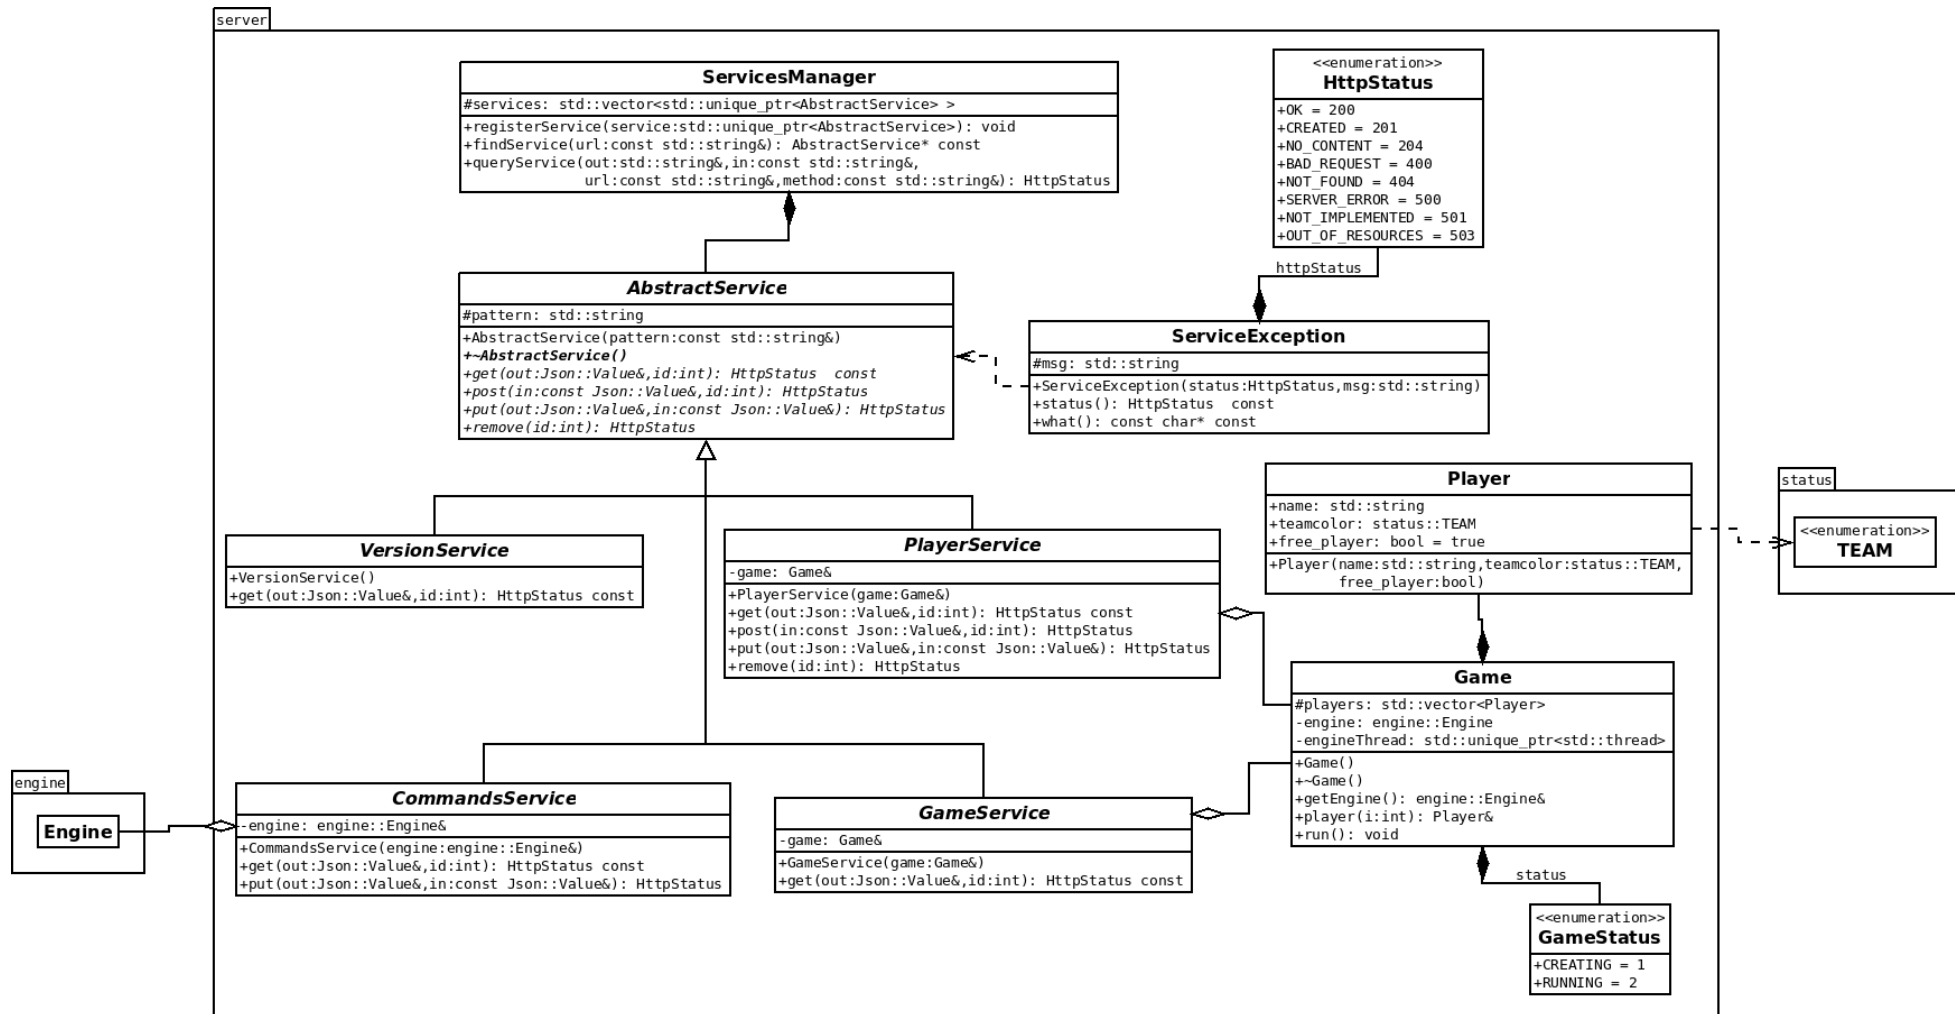 server
ServicesManager
#services: std::vector<std::unique_ptr<AbstractService> >
+registerService(service:std::unique_ptr<AbstractService>): void
+findService(url:const std::string&): AbstractService* const
+queryService(out:std::string&,in:const std::string&,
url:const std::string&,method:const std::string&): HttpStatus
<<enumeration>>
HttpStatus
+OK = 200
+CREATED = 201
+NO_CONTENT = 204
+BAD_REQUEST = 400
+NOT_FOUND = 404
+SERVER_ERROR = 500
+NOT_IMPLEMENTED = 501
+OUT_OF_RESOURCES = 503
httpStatus
AbstractService
#pattern: std::string
+AbstractService(pattern:const std::string&)
+~AbstractService()
+get(out:Json::Value&,id:int): HttpStatus  const
+post(in:const Json::Value&,id:int): HttpStatus
+put(out:Json::Value&,in:const Json::Value&): HttpStatus
+remove(id:int): HttpStatus
ServiceException
#msg: std::string
+ServiceException(status:HttpStatus,msg:std::string)
+status(): HttpStatus  const
+what(): const char* const
Player
+name: std::string
+teamcolor: status::TEAM
+free_player: bool = true
+Player(name:std::string,teamcolor:status::TEAM,
free_player:bool)
status
<<enumeration>>
TEAM
VersionService
+VersionService()
+get(out:Json::Value&,id:int): HttpStatus const
PlayerService
-game: Game&
+PlayerService(game:Game&)
+get(out:Json::Value&,id:int): HttpStatus const
+post(in:const Json::Value&,id:int): HttpStatus
+put(out:Json::Value&,in:const Json::Value&): HttpStatus
+remove(id:int): HttpStatus
Game
#players: std::vector<Player>
-engine: engine::Engine
-engineThread: std::unique_ptr<std::thread>
+Game()
+~Game()
+getEngine(): engine::Engine&
+player(i:int): Player&
+run(): void
engine
Engine
CommandsService
-engine: engine::Engine&
+CommandsService(engine:engine::Engine&)
+get(out:Json::Value&,id:int): HttpStatus const
+put(out:Json::Value&,in:const Json::Value&): HttpStatus
GameService
-game: Game&
+GameService(game:Game&)
+get(out:Json::Value&,id:int): HttpStatus const
status
<<enumeration>>
GameStatus
+CREATING = 1
+RUNNING = 2